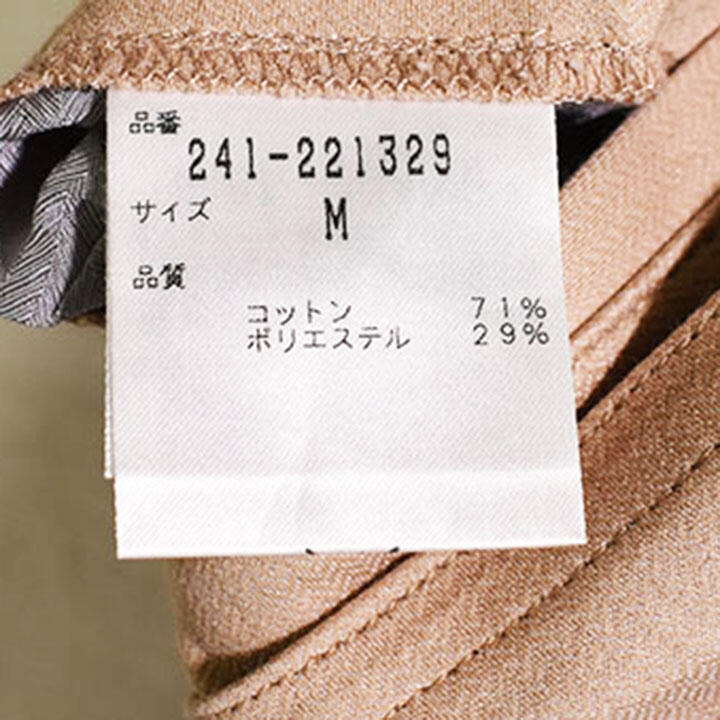 品番
241-221329
サイズ M
品質
コットン 71%
ポリエステル 29%